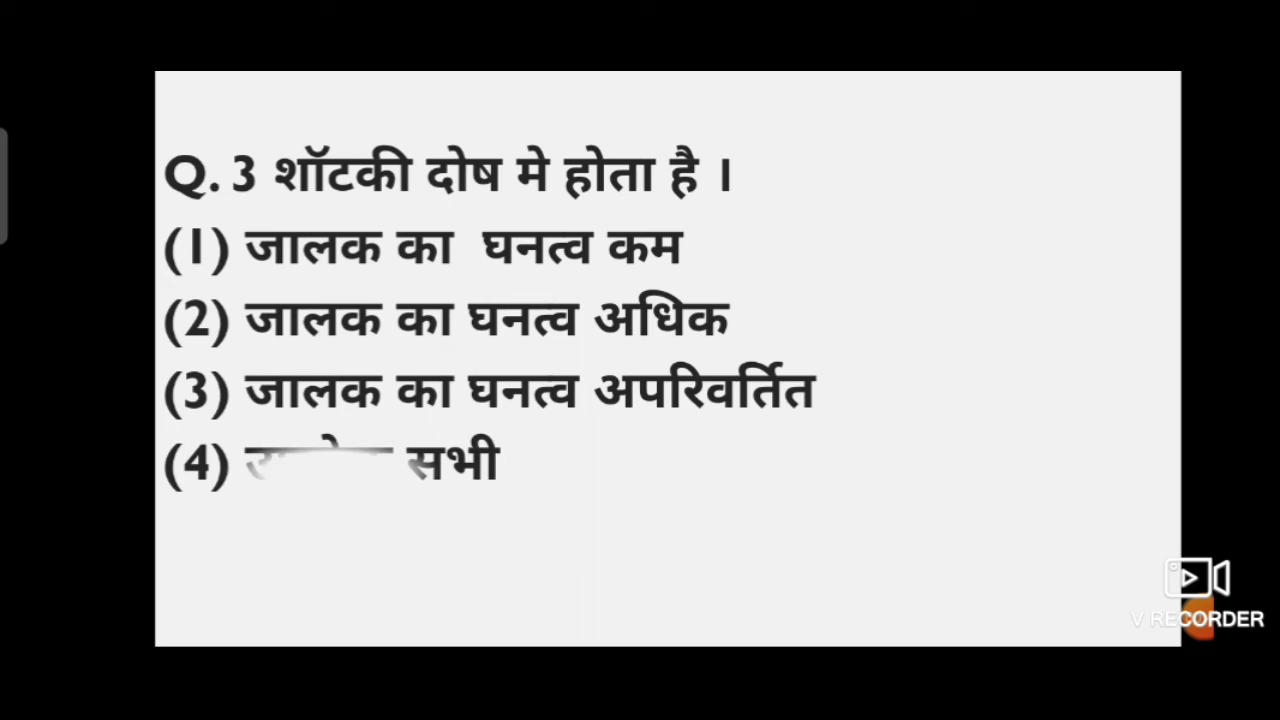 Q. 3 शॉटकी दोष मे होता है ।
(1) जालक का घनत्व कम
(2) जालक का घनत्व अधिक
(3) जालक का घनत्व अपरिवर्तित
(4) सभी
V RECORDER